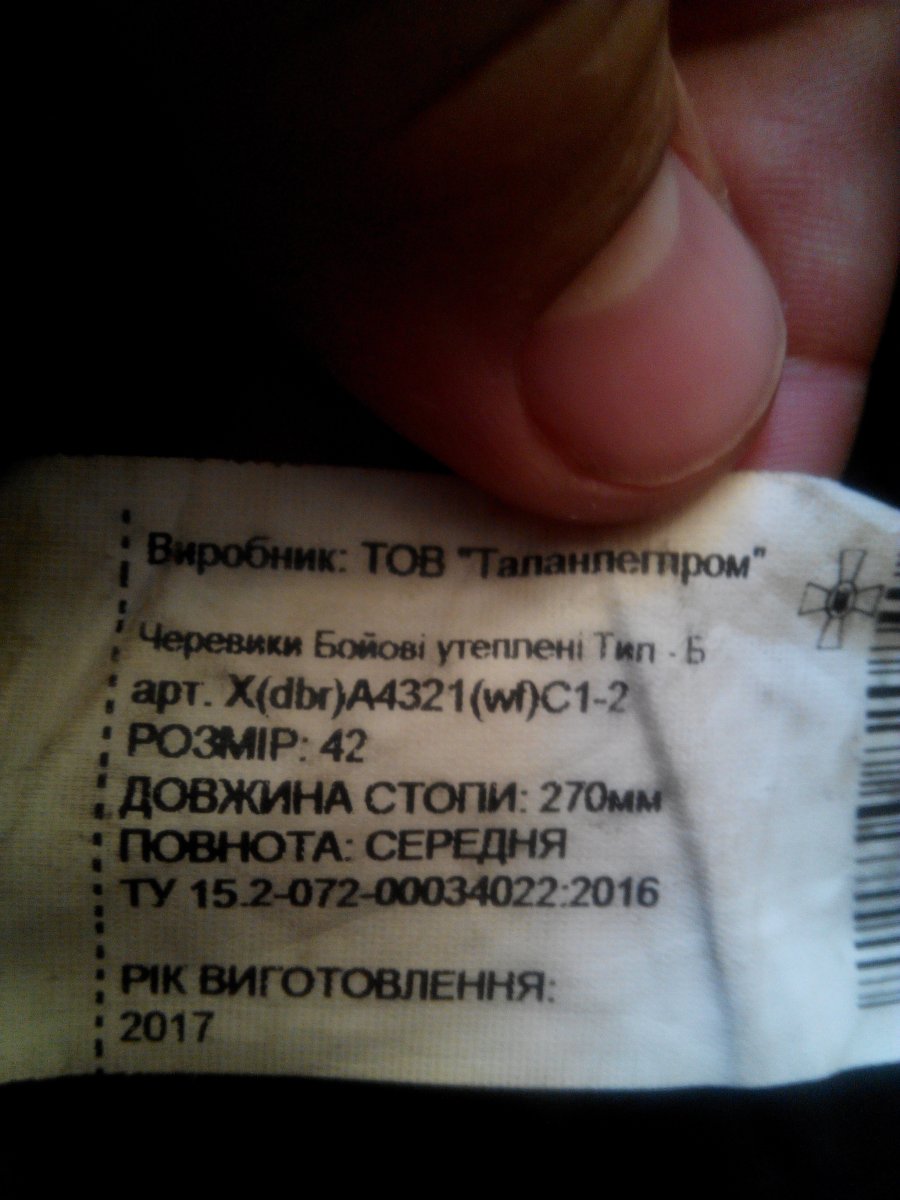 Виробник: ТОВ "Таланлегпром"
Черевики Бойові утеплені Тип - Б
арт. X(dbr)A4321(wf)C1-2
РОЗМІР: 42
ДОВЖИНА СТОПИ: 270мм
ПОВНОТА: СЕРЕДНЯ
ТУ 15.2-072-00034022:2016
РІК ВИГОТОВЛЕННЯ:
2017